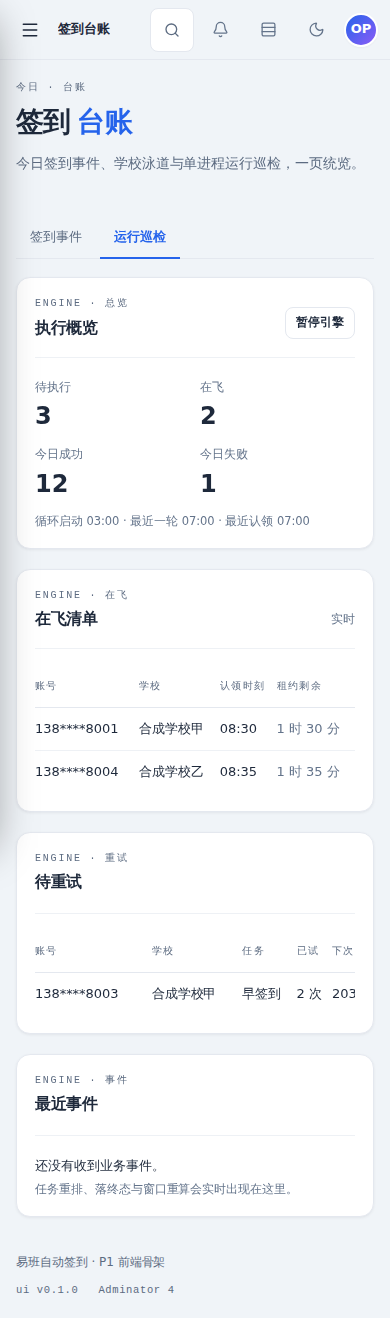 签到台账
OP
今日 · 台账
签到 台账
今日签到事件、学校泳道与单进程运行巡检，一页统览。
签到事件 运行巡检
ENGINE · 总览
执行概览
暂停引擎
待执行 在飞
3 2
今日成功 今日失败
12 1
循环启动 03:00 · 最近一轮 07:00 · 最近认领 07:00
ENGINE · 在飞
在飞清单
实时
账号 学校 认领时刻 租约剩余
138****8001 合成学校甲 08:30 1 时 30 分
138****8004 合成学校乙 08:35 1 时 35 分
ENGINE · 重试
待重试
账号 学校 任务 已试 下次
138****8003 合成学校甲 早签到 2 次 203
ENGINE · 事件
最近事件
还没有收到业务事件。
任务重排、落终态与窗口重算会实时出现在这里。
易班自动签到 · P1 前端骨架
ui v0.1.0 Adminator 4